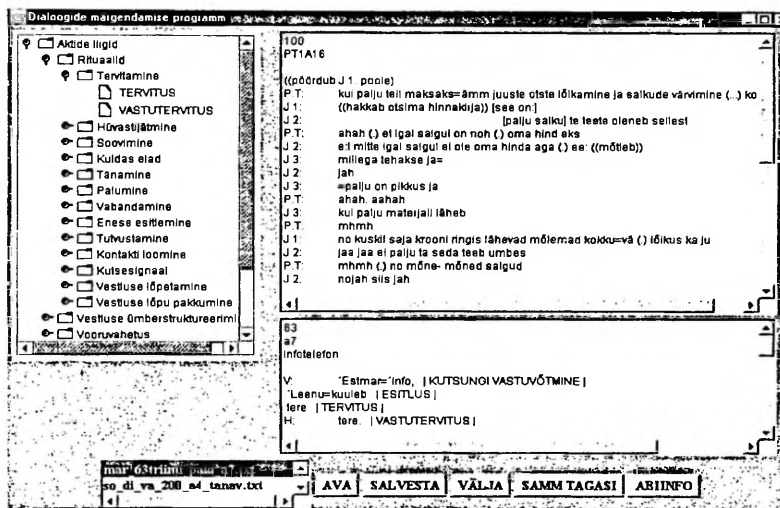 Dialoogide märgendamise programm
Aktide liigid
Rituaalid
Tervitamine
TERVITUS
VASTUTERVITUS
Hüvastijätmine
Soovimine
Kuidas elad
Tänamine
Palumine
Vabandamine
Enese esitlemine
Tutvustamine
Kontakti loomine
Kutsesignaal
Vestluse lõpetamine
Vestluse lõpu pakkumine
Vestluse ümberstruktureerimi
Vooruvahetus
100
PT1A16
((pöördub J 1. poole)
P.T: kui palju teil maksaks=ämm juuste otste lõikamine ja salkude värvimine (...) ko
J 1: ((hakkab otsima hinnakirja)) [see on:]
J 2: [palju salku] te teete oleneb sellest
P.T: ahah (.) et igal salgul on noh (.) oma hind eks
J 2: e:i mitte igal salgul ei ole oma hinda aga (.) ee: ((mõtleb))
J 3: millega tehakse ja=
J 2: jah
J 3: =palju on pikkus ja
P.T: ahah. aahah
J 3: kui palju materjali läheb
P.T: mhmh
J 1: no kuskil saja krooni ringis lähevad mõlemad kokku=vä (.) lõikus ka ju
J 2: jaa jaa ei palju ta seda teeb umbes
P.T: mhmh (.) no mõne- mõned salgud
J 2. nojah siis jah
63
a7
infotelefon
V: ´Estmar=´info, | KUTSUNGI VASTUVÕTMINE |
´Leenu=kuuleb | ESITLUS |
tere | TERVITUS |
H: tere. | VASTUTERVITUS |
so_di_va_200_a4_tanav.txt
AVA SALVESTA VÄLJA SAMM TAGASI ABIINFO